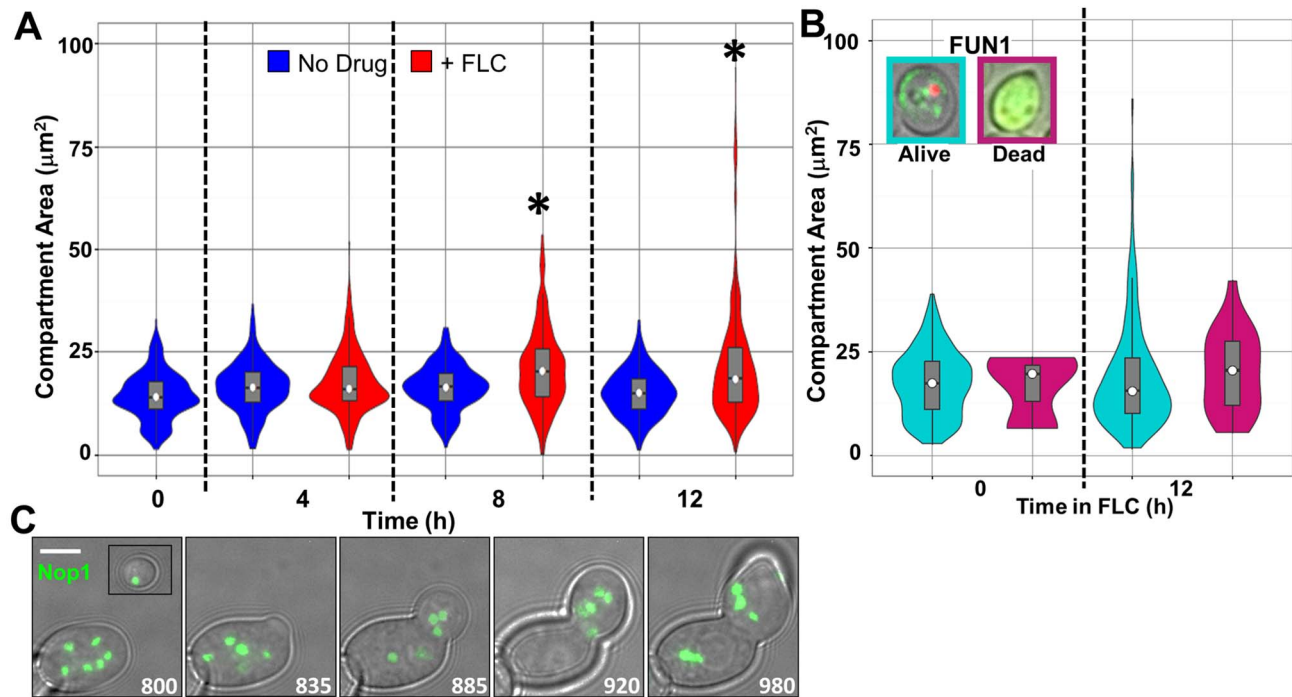 A
Compartment Area (μm2)
100
75
50
25
0
No Drug
+ FLC
*
*
0
4
8
12
Time (h)
B
Compartment Area (μm2)
100
75
50
25
0
FUN1
Alive
Dead
0
12
Time in FLC (h)
C
Nop1
800
835
885
920
980